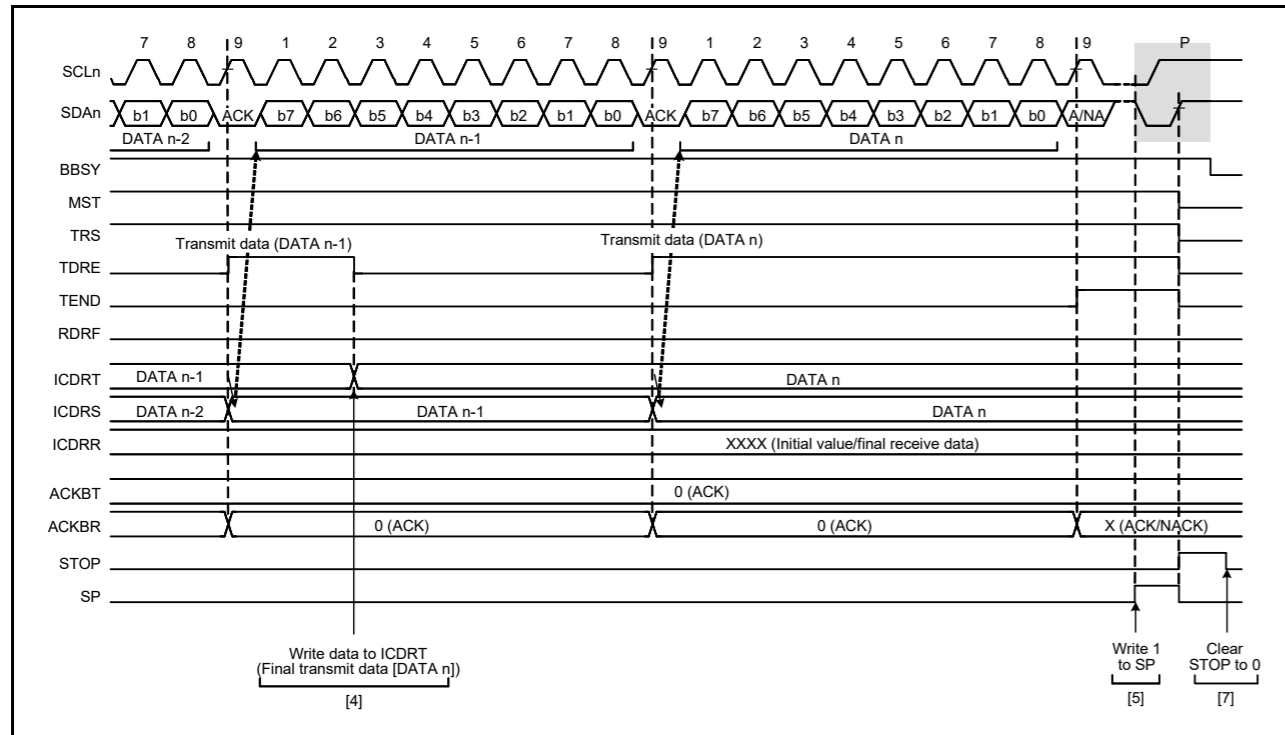 7 8 9 1 2 3 4 5 6 7 8 9 1 2 3 4 5 6 7 8 9 P
SCLn
SDAn b1 b0 ACK b7 b6 b5 b4 b3 b2 b1 b0 ACK b7 b6 b5 b4 b3 b2 b1 b0 A/NA
DATA n-2 DATA n-1 DATA n
BBSY
MST
TRS
Transmit data (DATA n-1) Transmit data (DATA n)
TDRE
TEND
RDRF
ICDRT DATA n-1 DATA n
ICDRS DATA n-2 DATA n-1 DATA n
ICDRR XXXX (Initial value/final receive data)
ACKBT 0 (ACK)
ACKBR 0 (ACK) 0 (ACK) X (ACK/NACK)
STOP
SP
Write data to ICDRT
(Final transmit data [DATA n])
[4]
Write 1
to SP
[5]
Clear
STOP to 0
[7]